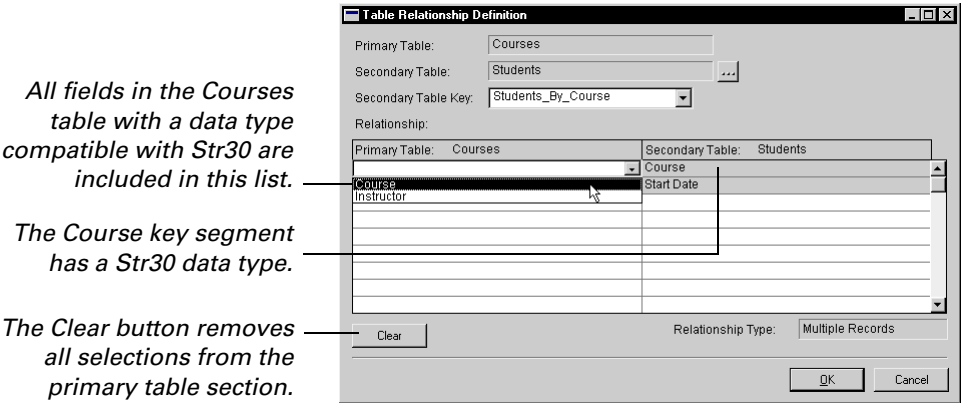 Table Relationship Definition
Primary Table: Courses
Secondary Table: Students ...
Secondary Table Key: Students_By_Course
Relationship:
Primary Table: Courses Secondary Table: Students
Course
Course Start Date
Instructor
Clear Relationship Type: Multiple Records
OK Cancel
All fields in the Courses
table with a data type
compatible with Str30 are
included in this list.
The Course key segment
has a Str30 data type.
The Clear button removes
all selections from the
primary table section.